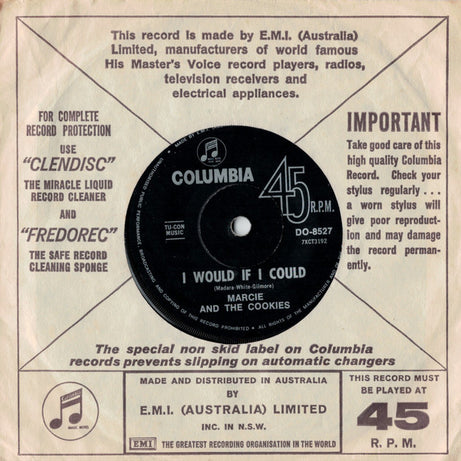 This record is made by E.M.I. (Australia)
Limited, manufacturers of world famous
His Master's Voice record players, radios,
television receivers and
electrical appliances.
FOR COMPLETE
RECORD PROTECTION
USE
"CLENDISC"
THE MIRACLE LIQUID
RECORD CLEANER
AND
"FREDOREC"
THE SAFE RECORD
CLEANING SPONGE
IMPORTANT
Take good care of this
high quality Columbia
Record. Check your
stylus regularly . . .
a worn stylus will
give poor reproduct-
ion and may damage
the record perman-
ently.
COLUMBIA
45
R.P.M.
TU-CON
MUSIC
DO-8527
7XCT3192
I WOULD IF I COULD
(Madara-White-Gilmore)
MARCIE
AND THE COOKIES
The special non skid label on Columbia
records prevents slipping on automatic changers
MADE AND DISTRIBUTED IN AUSTRALIA
BY
E.M.I. (AUSTRALIA) LIMITED
INC. IN N.S.W.
EMI THE GREATEST RECORDING ORGANISATION IN THE WORLD
THIS RECORD MUST
BE PLAYED AT
45
R. P. M.